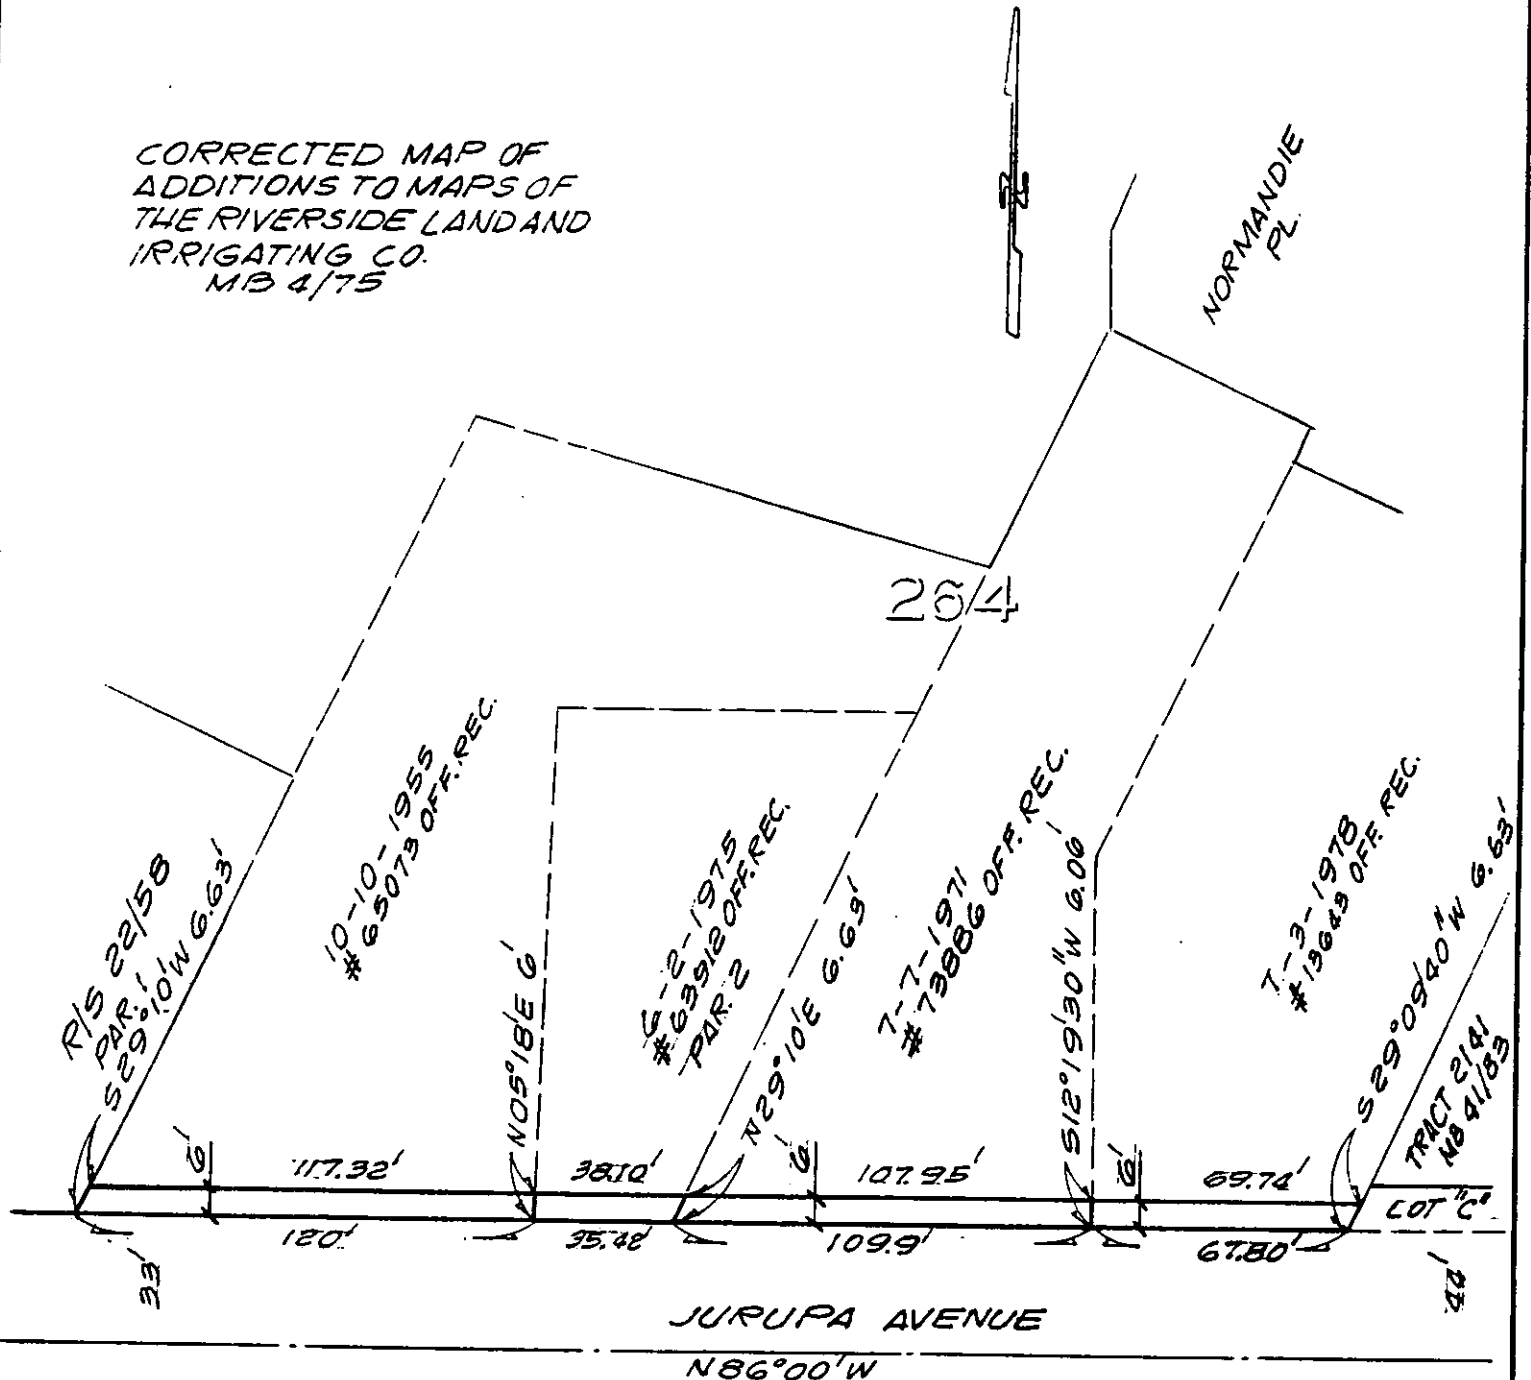 CORRECTED MAP OF
ADDITIONS TO MAPS OF
THE RIVERSIDE LAND AND
IRRIGATING CO.
MB 4/75
NORMANDIE
PL.
264
R/S 22/58
PAR. 1
S29°10'W 6.63'
10-10-1955
# 65073 OFF. REC.
N05°18'E 6'
6-2-1975
# 63912 OFF. REC.
PAR. 2
N29°10'E 6.63'
7-7-1971
# 73886 OFF. REC.
S12°19'30"W 6.06'
7-3-1978
# 13643 OFF. REC.
S29°09'40"W 6.63'
TRACT 2141
MB 41/83
6'
117.32'
38.10'
6'
107.95'
6'
69.74'
LOT "C"
120'
35.42'
109.9'
67.80'
33'
44'
JURUPA AVENUE
N86°00'W